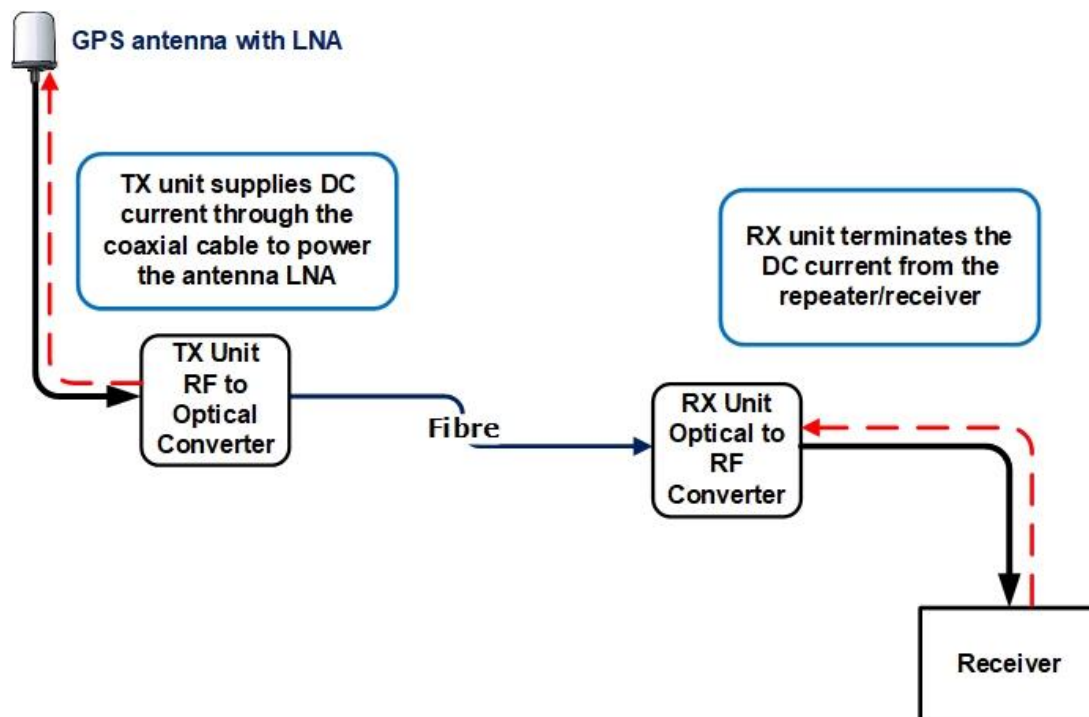 GPS antenna with LNA
TX unit supplies DC
current through the
coaxial cable to power
the antenna LNA
RX unit terminates the
DC current from the
repeater/receiver
TX Unit
RF to
Optical
Converter
Fibre
RX Unit
Optical to
RF
Converter
Receiver